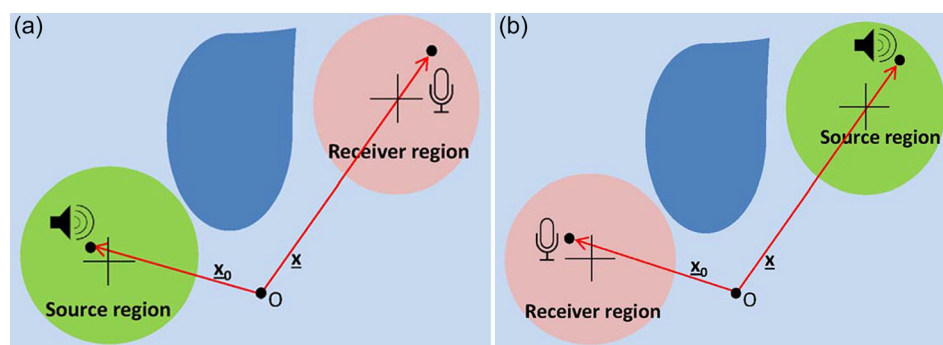 (a)
Receiver region
x
x₀
O
Source region
(b)
Source region
x
x₀
O
Receiver region